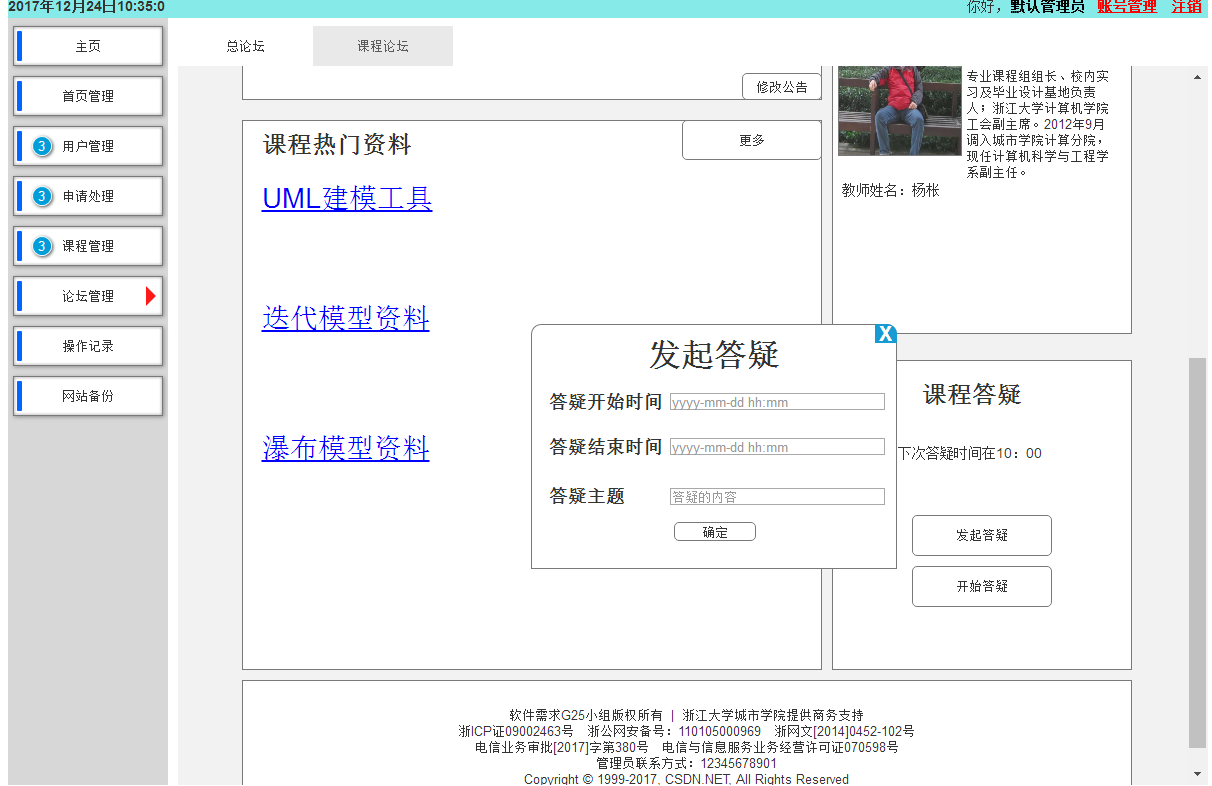 2017年12月24日10:35:0
你好，默认管理员 账号管理 注销
主页
首页管理
3 用户管理
3 申请处理
3 课程管理
论坛管理
操作记录
网站备份
总论坛
课程论坛
修改公告
课程热门资料
更多
UML建模工具
迭代模型资料
瀑布模型资料
专业课程组组长、校内实
习及毕业设计基地负责
人；浙江大学计算机学院
工会副主席。2012年9月
调入城市学院计算分院，
现任计算机科学与工程学
系副主任。
教师姓名：杨枨
X
发起答疑
答疑开始时间 yyyy-mm-dd hh:mm
答疑结束时间 yyyy-mm-dd hh:mm
答疑主题 答疑的内容
确定
课程答疑
下次答疑时间在10：00
发起答疑
开始答疑
软件需求G25小组版权所有 | 浙江大学城市学院提供商务支持
浙ICP证09002463号 浙公网安备号：110105000969 浙网文[2014]0452-102号
电信业务审批[2017]字第380号 电信与信息服务业务经营许可证070598号
管理员联系方式：12345678901
Copyright © 1999-2017, CSDN.NET, All Rights Reserved